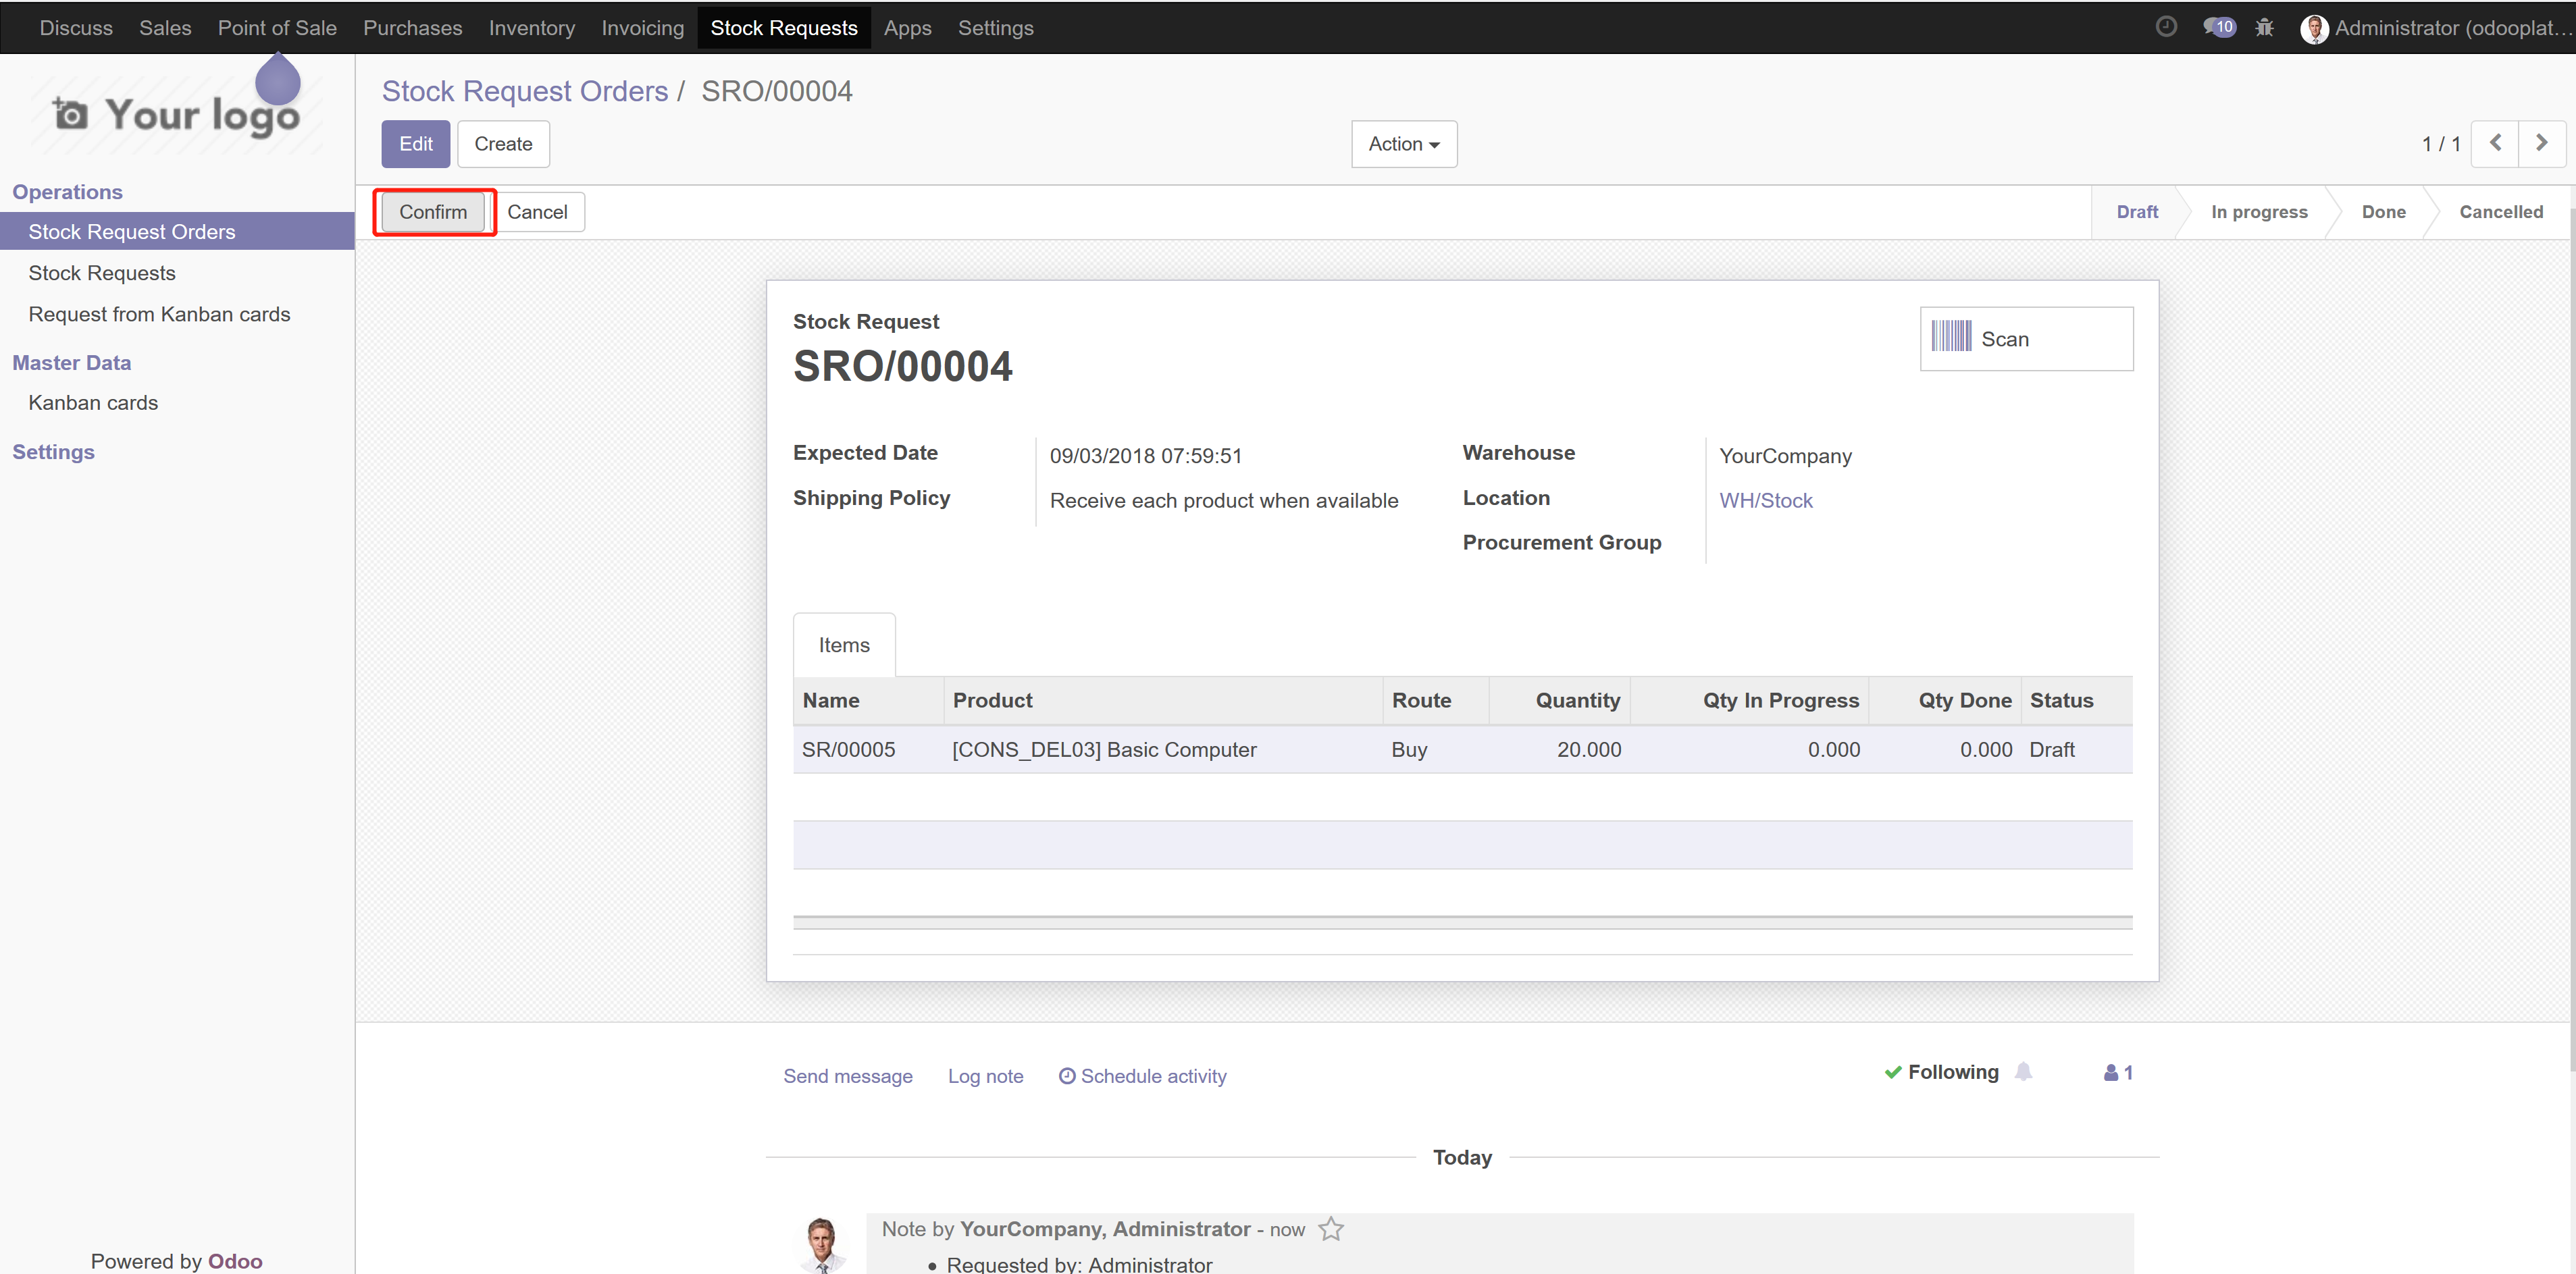 Discuss Sales Point of Sale Purchases Inventory Invoicing Stock Requests Apps Settings 10 Administrator (odooplat...
Your logo
Stock Request Orders / SRO/00004
Edit Create Action 1 / 1
Operations
Stock Request Orders
Stock Requests
Request from Kanban cards
Master Data
Kanban cards
Settings
Confirm Cancel Draft In progress Done Cancelled
Stock Request
SRO/00004
Scan
Expected Date 09/03/2018 07:59:51 Warehouse YourCompany
Shipping Policy Receive each product when available Location WH/Stock
Procurement Group
Items
Name Product Route Quantity Qty In Progress Qty Done Status
SR/00005 [CONS_DEL03] Basic Computer Buy 20.000 0.000 0.000 Draft
Send message Log note Schedule activity Following 1
Today
Note by YourCompany, Administrator - now
• Requested by: Administrator
Powered by Odoo